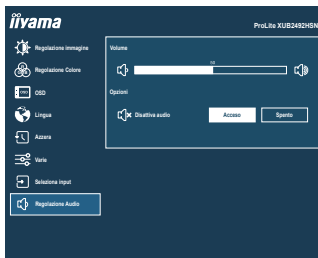 iiyama
ProLite XUB2492HSN
Regolazione immagine
Regolazione Colore
OSD
OSD
Lingua
Azzera
Varie
Seleziona input
Regolazione Audio
Volume
Opzioni
Disattiva audio
Acceso
Spento